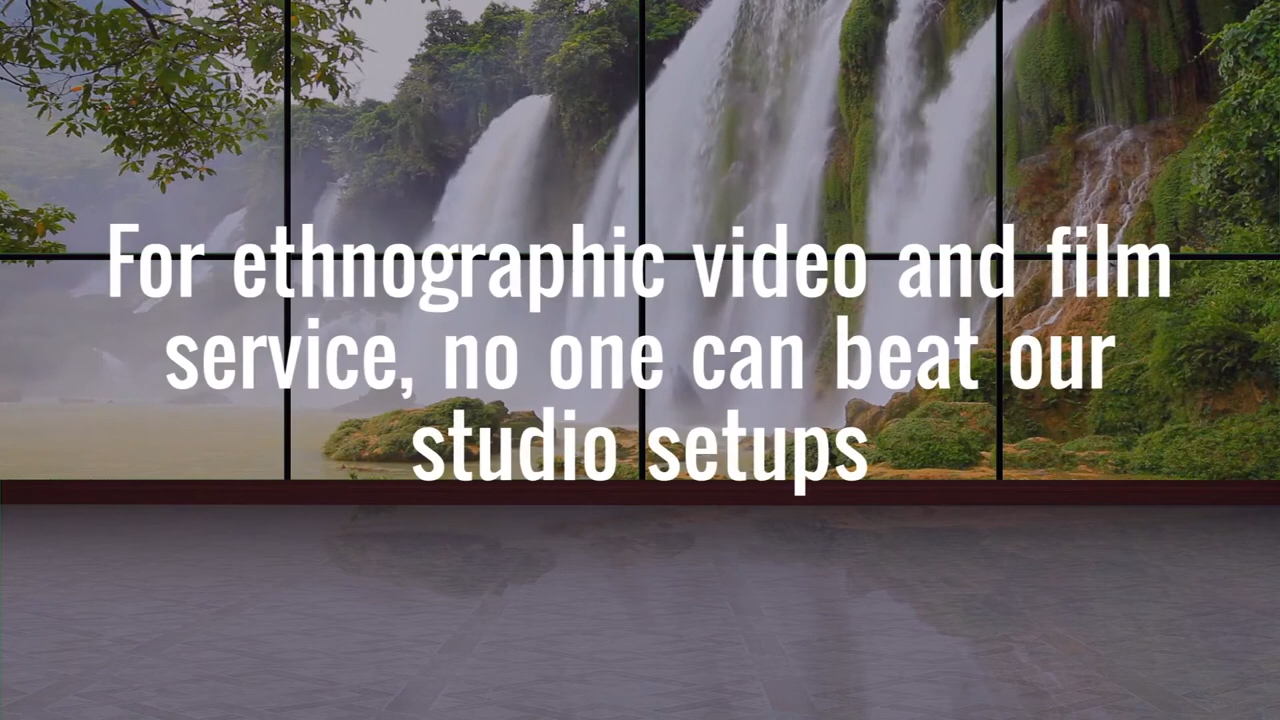 For ethnographic video and film
service, no one can beat our
studio setups